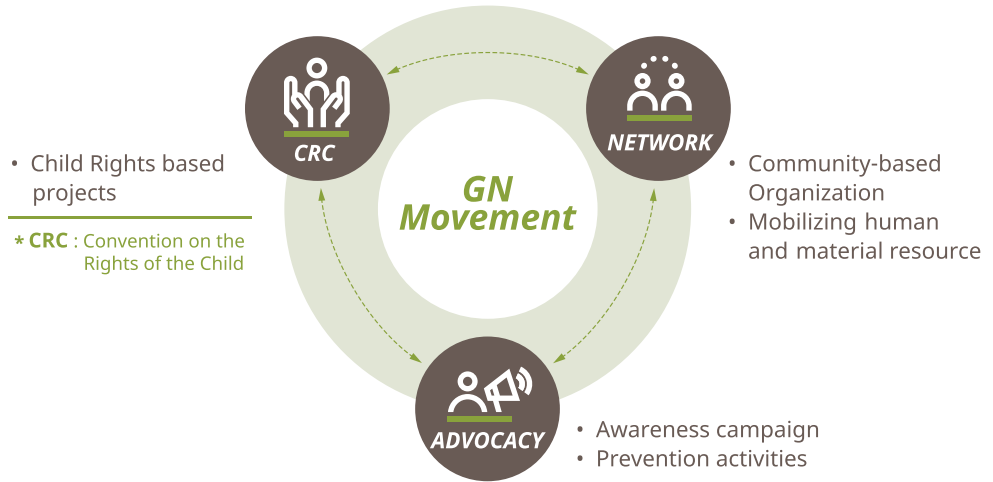 CRC
NETWORK
• Child Rights based
projects
* CRC : Convention on the
Rights of the Child
GN
Movement
• Community-based
Organization
• Mobilizing human
and material resource
ADVOCACY
• Awareness campaign
• Prevention activities